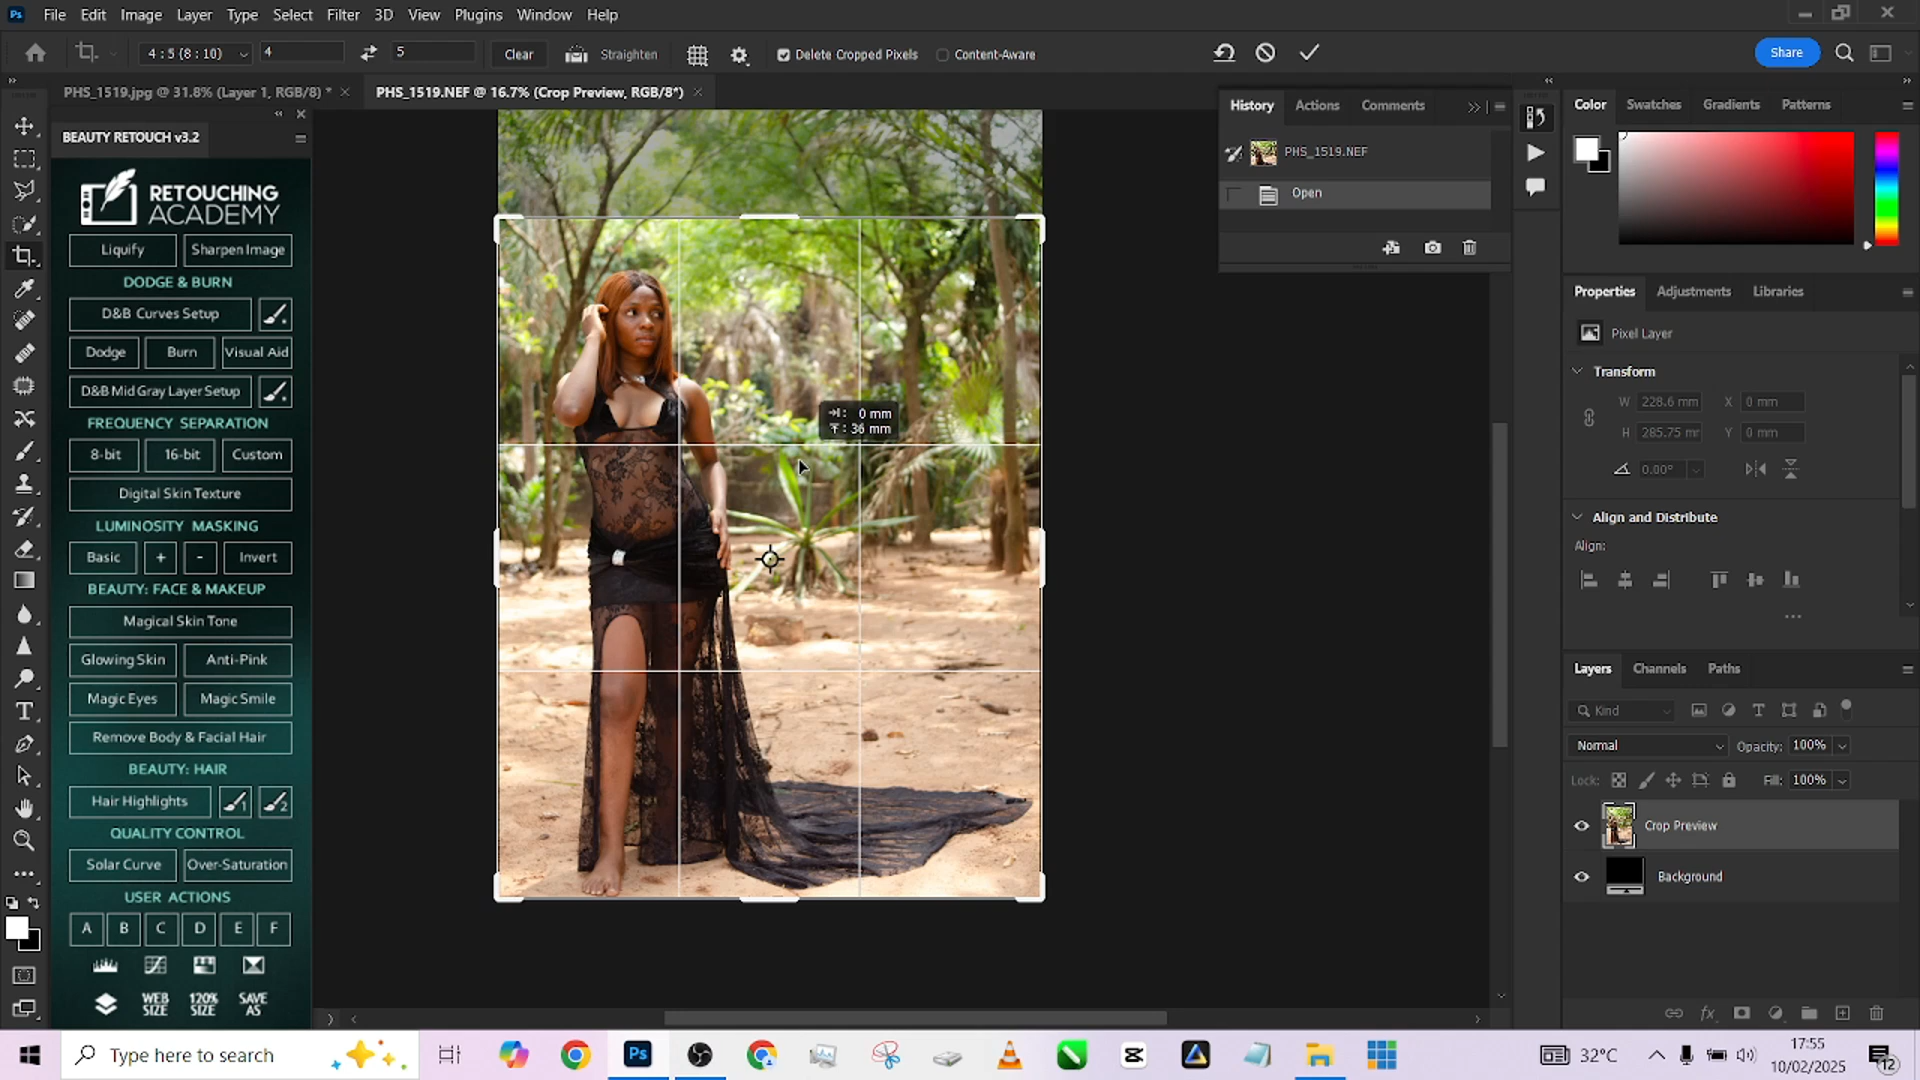 File Edit Image Layer Type Select Filter 3D View Plugins Window Help
4 : 5 (8 : 10) 4 5 Clear Straighten Delete Cropped Pixels Content-Aware Share
PHS_1519.jpg @ 31.8% (Layer 1, RGB/8) * PHS_1519.NEF @ 16.7% (Crop Preview, RGB/8*)
BEAUTY RETOUCH v3.2
RETOUCHING
ACADEMY
Liquify Sharpen Image
DODGE & BURN
D&B Curves Setup
Dodge Burn Visual Aid
D&B Mid Gray Layer Setup
FREQUENCY SEPARATION
8-bit 16-bit Custom
Digital Skin Texture
LUMINOSITY MASKING
Basic + - Invert
BEAUTY: FACE & MAKEUP
Magical Skin Tone
Glowing Skin Anti-Pink
Magic Eyes Magic Smile
Remove Body & Facial Hair
BEAUTY: HAIR
Hair Highlights 1 2
QUALITY CONTROL
Solar Curve Over-Saturation
USER ACTIONS
A B C D E F
WEB SIZE 120% SIZE SAVE AS
0 mm
36 mm
History Actions Comments
PHS_1519.NEF
Open
Color Swatches Gradients Patterns
Properties Adjustments Libraries
Pixel Layer
Transform
W 228.6 mm X 0 mm
H 285.75 mr Y 0 mm
0.00°
Align and Distribute
Align:
Layers Channels Paths
Kind
Normal Opacity: 100%
Lock: Fill: 100%
Crop Preview
Background
Type here to search
Ps
32°C
17:55
10/02/2025
12